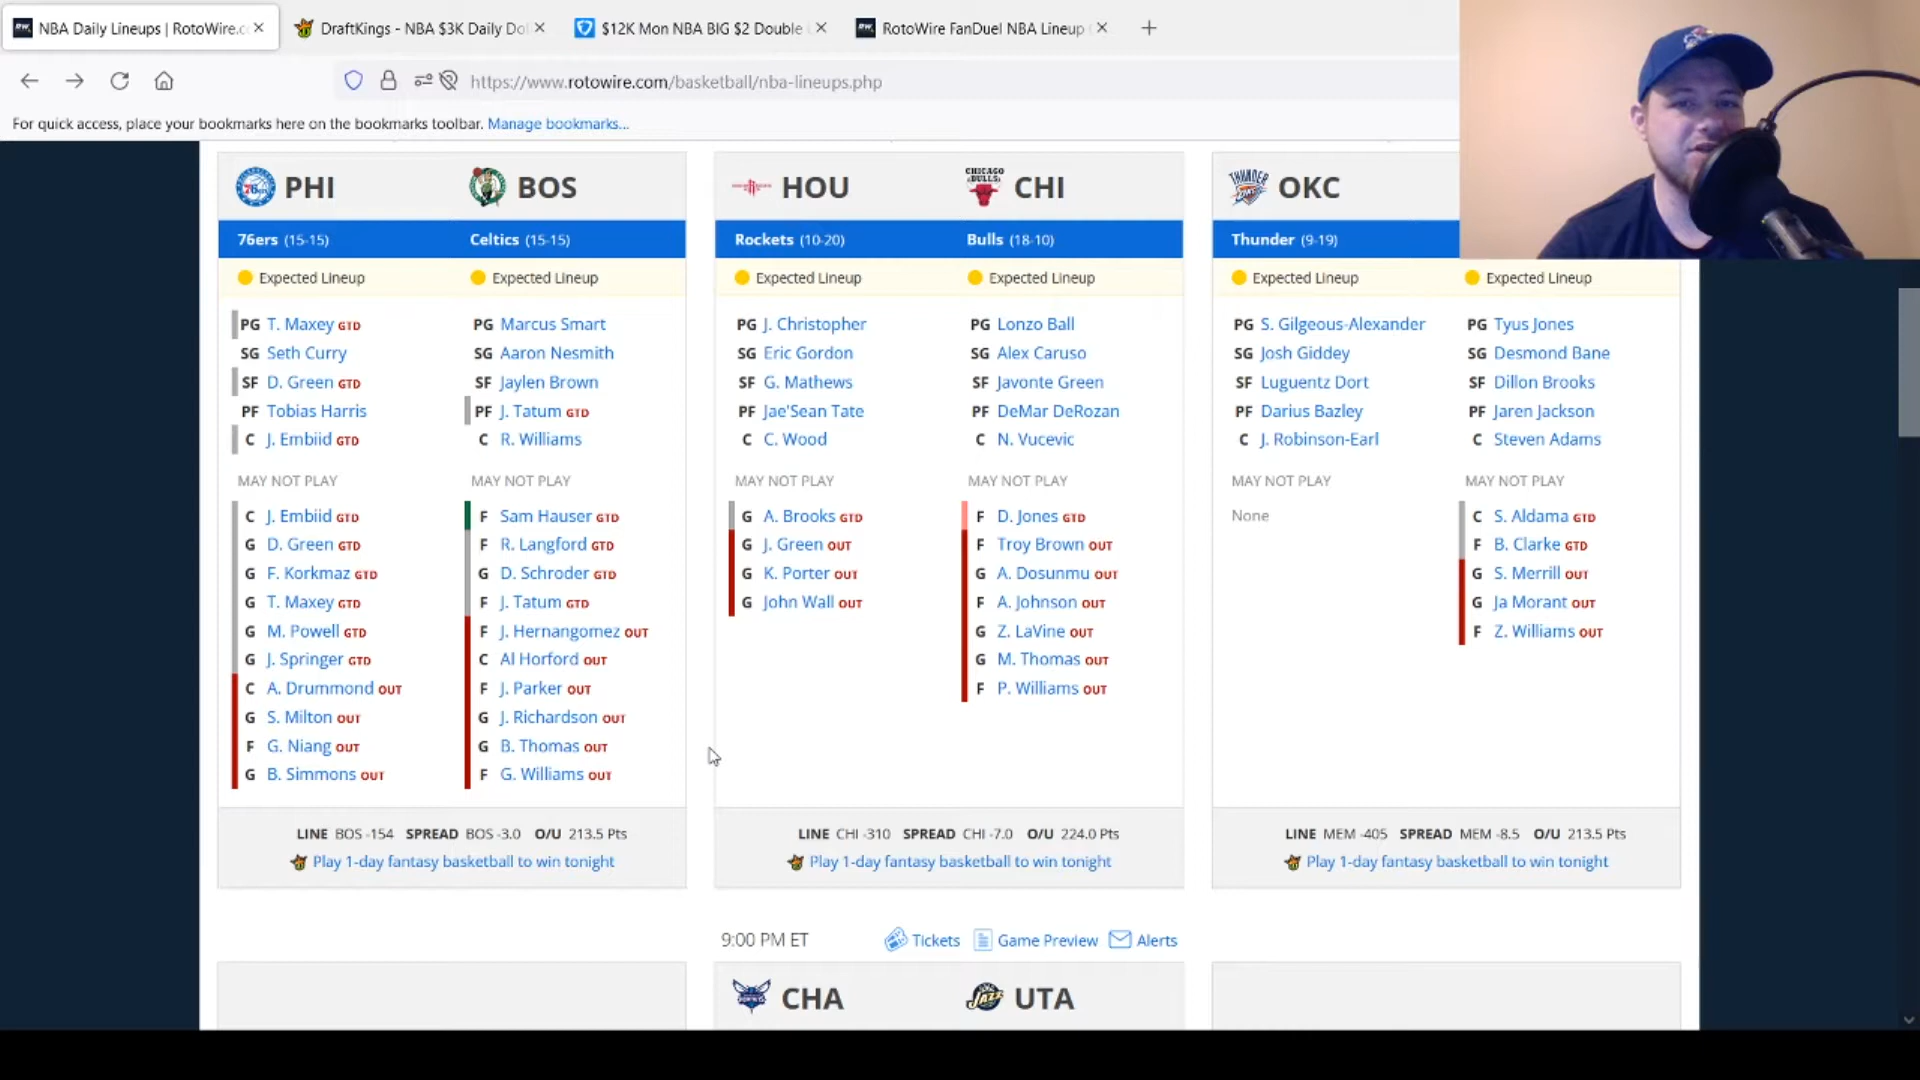 NBA Daily Lineups | RotoWire.c
DraftKings - NBA $3K Daily Do
$12K Mon NBA BIG $2 Double
RotoWire FanDuel NBA Lineup
https://www.rotowire.com/basketball/nba-lineups.php
For quick access, place your bookmarks here on the bookmarks toolbar. Manage bookmarks...
PHI BOS
76ers (15-15) Celtics (15-15)
Expected Lineup Expected Lineup
PG T. Maxey GTD PG Marcus Smart
SG Seth Curry SG Aaron Nesmith
SF D. Green GTD SF Jaylen Brown
PF Tobias Harris PF J. Tatum GTD
C J. Embiid GTD C R. Williams
MAY NOT PLAY MAY NOT PLAY
C J. Embiid GTD F Sam Hauser GTD
G D. Green GTD F R. Langford GTD
G F. Korkmaz GTD G D. Schroder GTD
G T. Maxey GTD F J. Tatum GTD
G M. Powell GTD F J. Hernangomez OUT
G J. Springer GTD C Al Horford OUT
C A. Drummond OUT F J. Parker OUT
G S. Milton OUT G J. Richardson OUT
F G. Niang OUT G B. Thomas OUT
G B. Simmons OUT F G. Williams OUT
LINE BOS -154 SPREAD BOS -3.0 O/U 213.5 Pts
Play 1-day fantasy basketball to win tonight
HOU CHICAGO BULLS CHI
Rockets (10-20) Bulls (18-10)
Expected Lineup Expected Lineup
PG J. Christopher PG Lonzo Ball
SG Eric Gordon SG Alex Caruso
SF G. Mathews SF Javonte Green
PF Jae'Sean Tate PF DeMar DeRozan
C C. Wood C N. Vucevic
MAY NOT PLAY MAY NOT PLAY
G A. Brooks GTD F D. Jones GTD
G J. Green OUT F Troy Brown OUT
G K. Porter OUT G A. Dosunmu OUT
G John Wall OUT F A. Johnson OUT
G Z. LaVine OUT
G M. Thomas OUT
F P. Williams OUT
LINE CHI -310 SPREAD CHI -7.0 O/U 224.0 Pts
Play 1-day fantasy basketball to win tonight
THUNDER OKC
Thunder (9-19)
Expected Lineup Expected Lineup
PG S. Gilgeous-Alexander PG Tyus Jones
SG Josh Giddey SG Desmond Bane
SF Luguentz Dort SF Dillon Brooks
PF Darius Bazley PF Jaren Jackson
C J. Robinson-Earl C Steven Adams
MAY NOT PLAY MAY NOT PLAY
None C S. Aldama GTD
F B. Clarke GTD
G S. Merrill OUT
G Ja Morant OUT
F Z. Williams OUT
LINE MEM -405 SPREAD MEM -8.5 O/U 213.5 Pts
Play 1-day fantasy basketball to win tonight
9:00 PM ET Tickets Game Preview Alerts
CHA JAZZ UTA